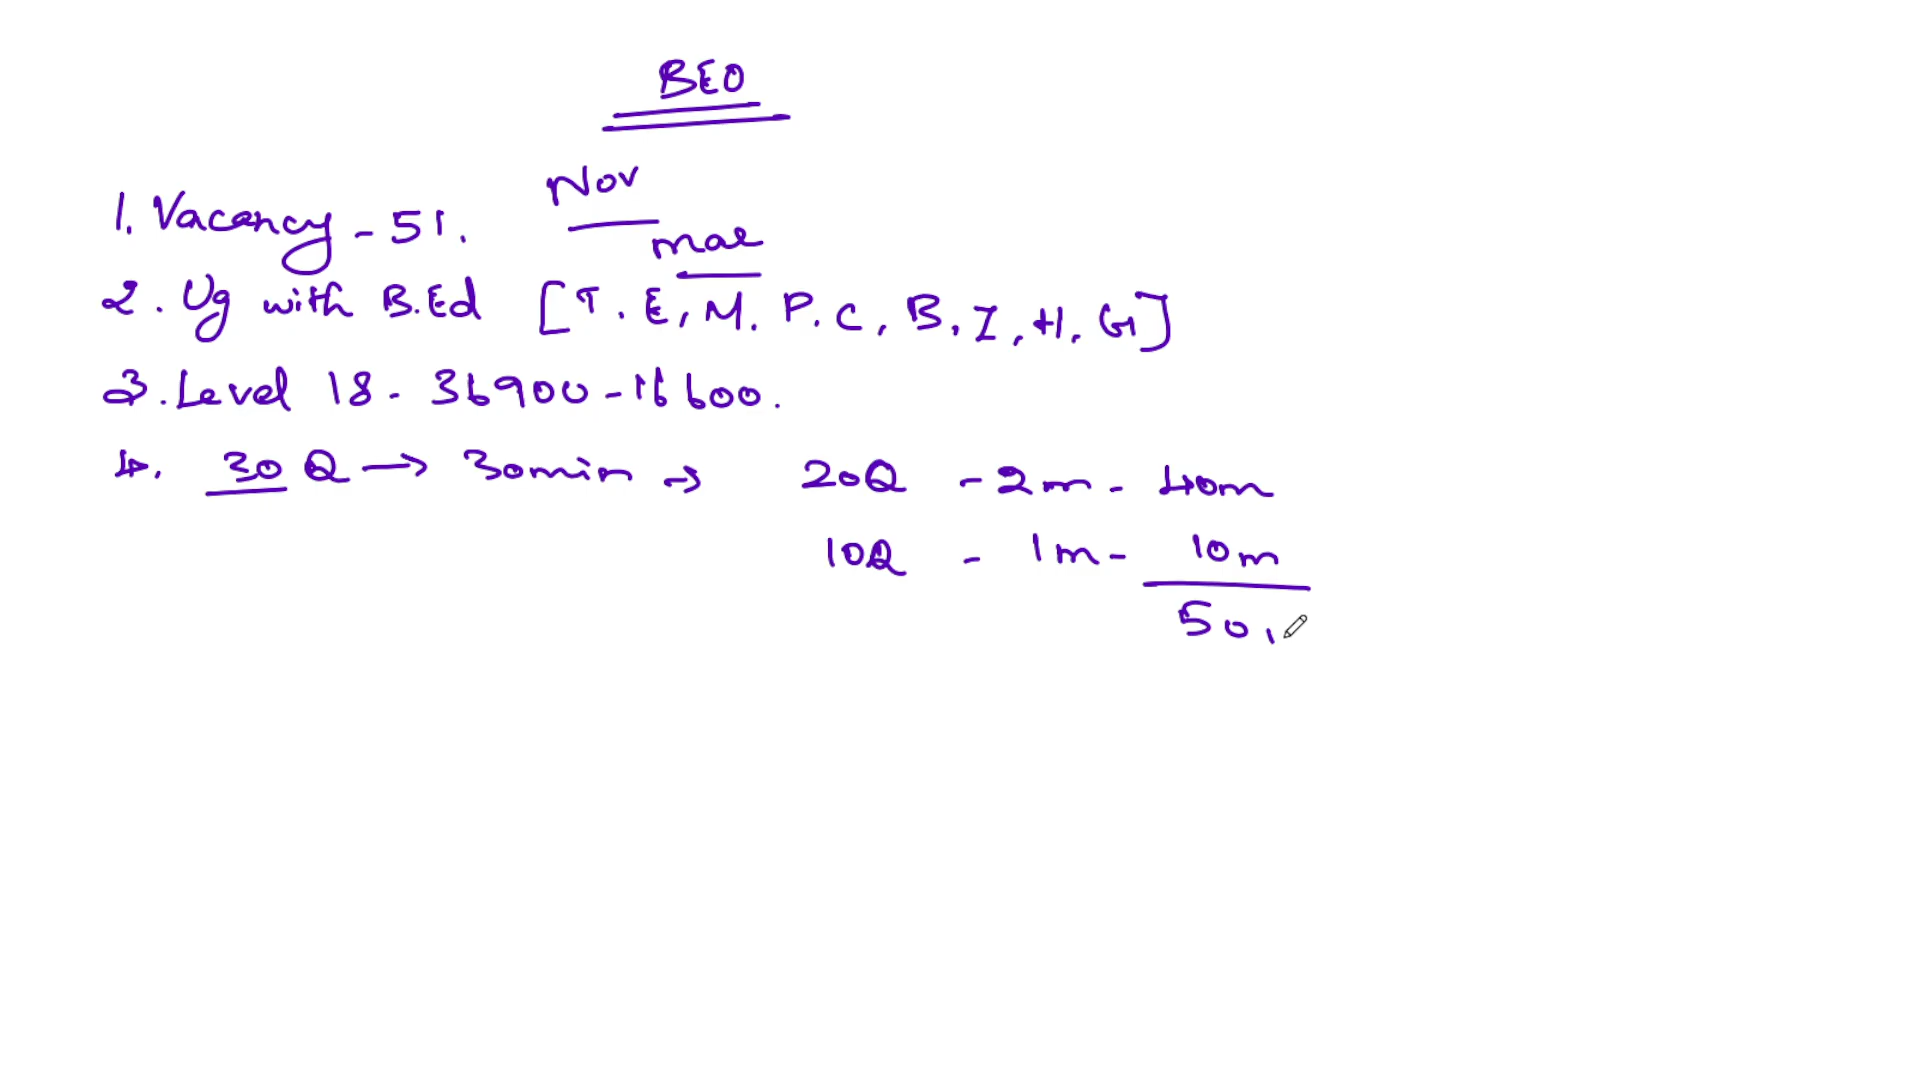 BEO
Nov
1. Vacancy - 51.
mar
2. Ug with B.Ed [T. E, M. P. C, B, I, H. G]
3. Level 18 - 36900 - 16600.
4. 30 Q → 30min → 20Q - 2m - 40m
10Q - 1m - 10m
50.